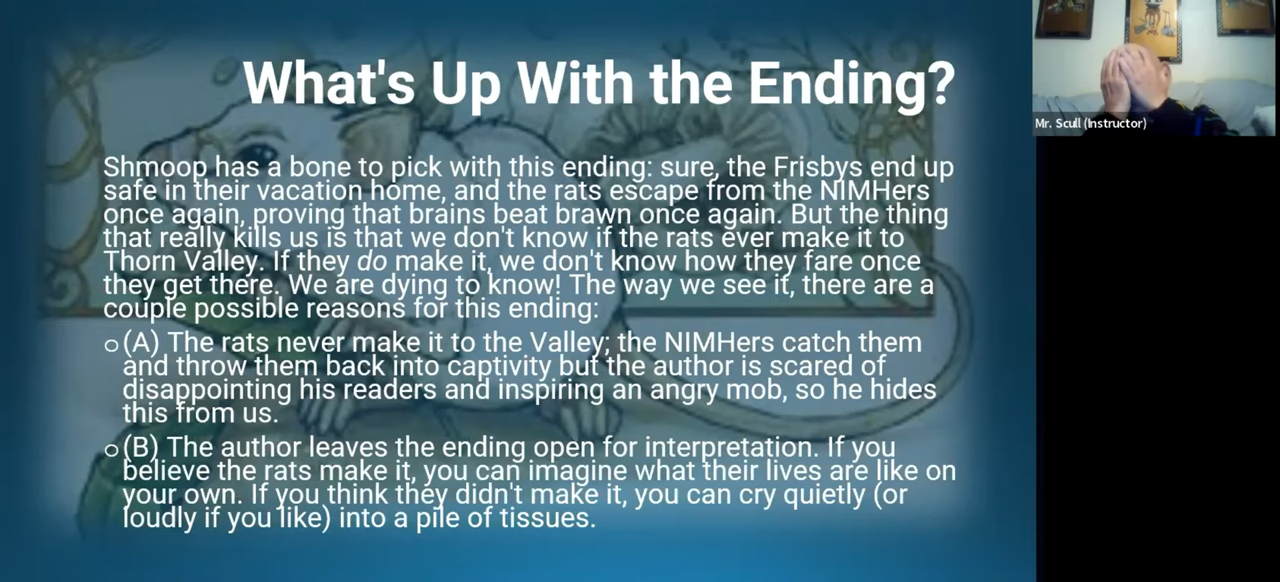 What's Up With the Ending?
Shmoop has a bone to pick with this ending: sure, the Frisbys end up
safe in their vacation home, and the rats escape from the NIMHers
once again, proving that brains beat brawn once again. But the thing
that really kills us is that we don't know if the rats ever make it to
Thorn Valley. If they do make it, we don't know how they fare once
they get there. We are dying to know! The way we see it, there are a
couple possible reasons for this ending:
(A) The rats never make it to the Valley; the NIMHers catch them
and throw them back into captivity but the author is scared of
disappointing his readers and inspiring an angry mob, so he hides
this from us.
(B) The author leaves the ending open for interpretation. If you
believe the rats make it, you can imagine what their lives are like on
your own. If you think they didn't make it, you can cry quietly (or
loudly if you like) into a pile of tissues.
Mr. Scull (Instructor)